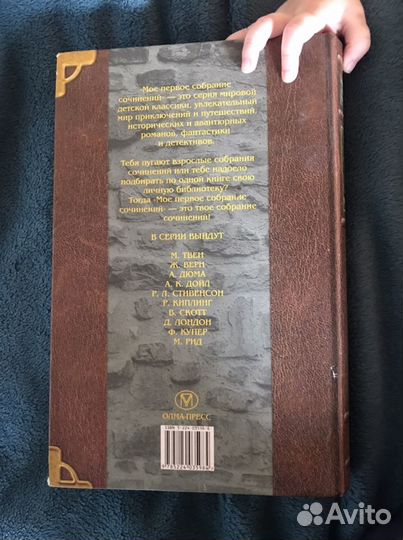 «Мое первое собрание
сочинений» — это серия мировой
детской классики, увлекательный
мир приключений и путешествий,
исторических и авантюрных
романов, фантастики
и детективов.
Тебя пугают взрослые собрания
сочинений или тебе надоело
подбирать по одной книге свою
личную библиотеку?
Тогда «Мое первое собрание
сочинений» — это твое собрание
сочинений!
В СЕРИИ ВЫЙДУТ
М. ТВЕН
Ж. ВЕРН
А. ДЮМА
А. К. ДОЙЛ
Р. Л. СТИВЕНСОН
Р. КИПЛИНГ
В. СКОТТ
Д. ЛОНДОН
Ф. КУПЕР
М. РИД
ОЛМА-ПРЕСС
Avito